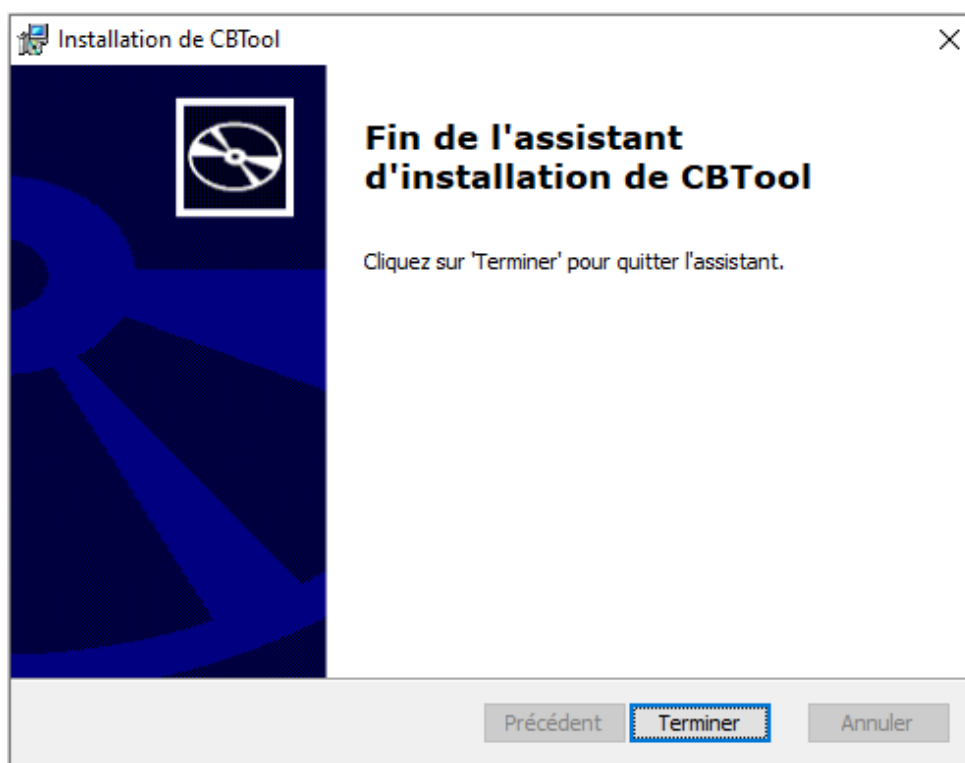 Installation de CBTool
Fin de l'assistant
d'installation de CBTool
Cliquez sur 'Terminer' pour quitter l'assistant.
Précédent
Terminer
Annuler